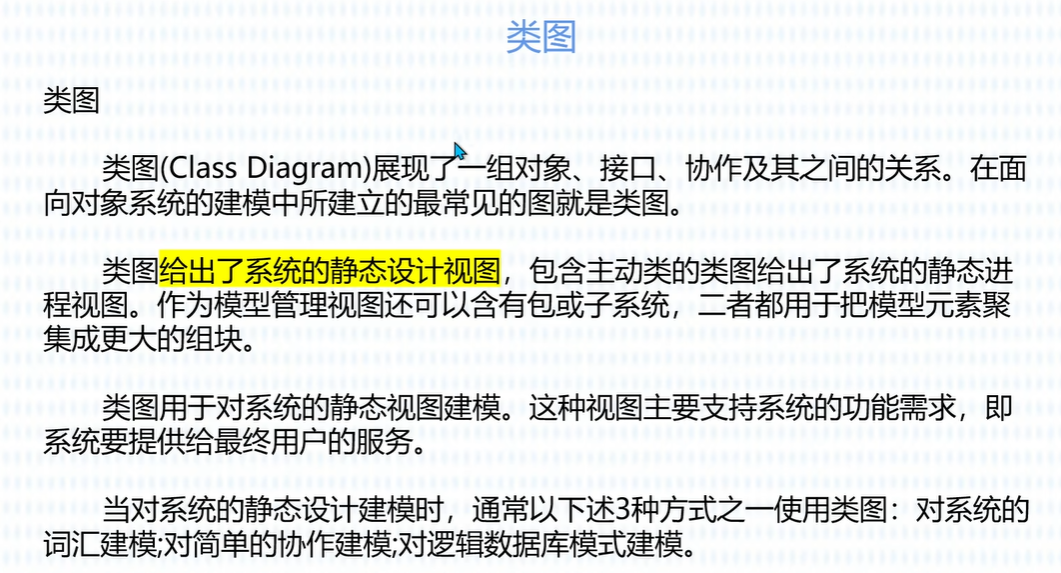 类图
类图
类图(Class Diagram)展现了一组对象、接口、协作及其之间的关系。在面
向对象系统的建模中所建立的最常见的图就是类图。
类图给出了系统的静态设计视图，包含主动类的类图给出了系统的静态进
程视图。作为模型管理视图还可以含有包或子系统，二者都用于把模型元素聚
集成更大的组块。
类图用于对系统的静态视图建模。这种视图主要支持系统的功能需求，即
系统要提供给最终用户的服务。
当对系统的静态设计建模时，通常以下述3种方式之一使用类图：对系统的
词汇建模;对简单的协作建模;对逻辑数据库模式建模。